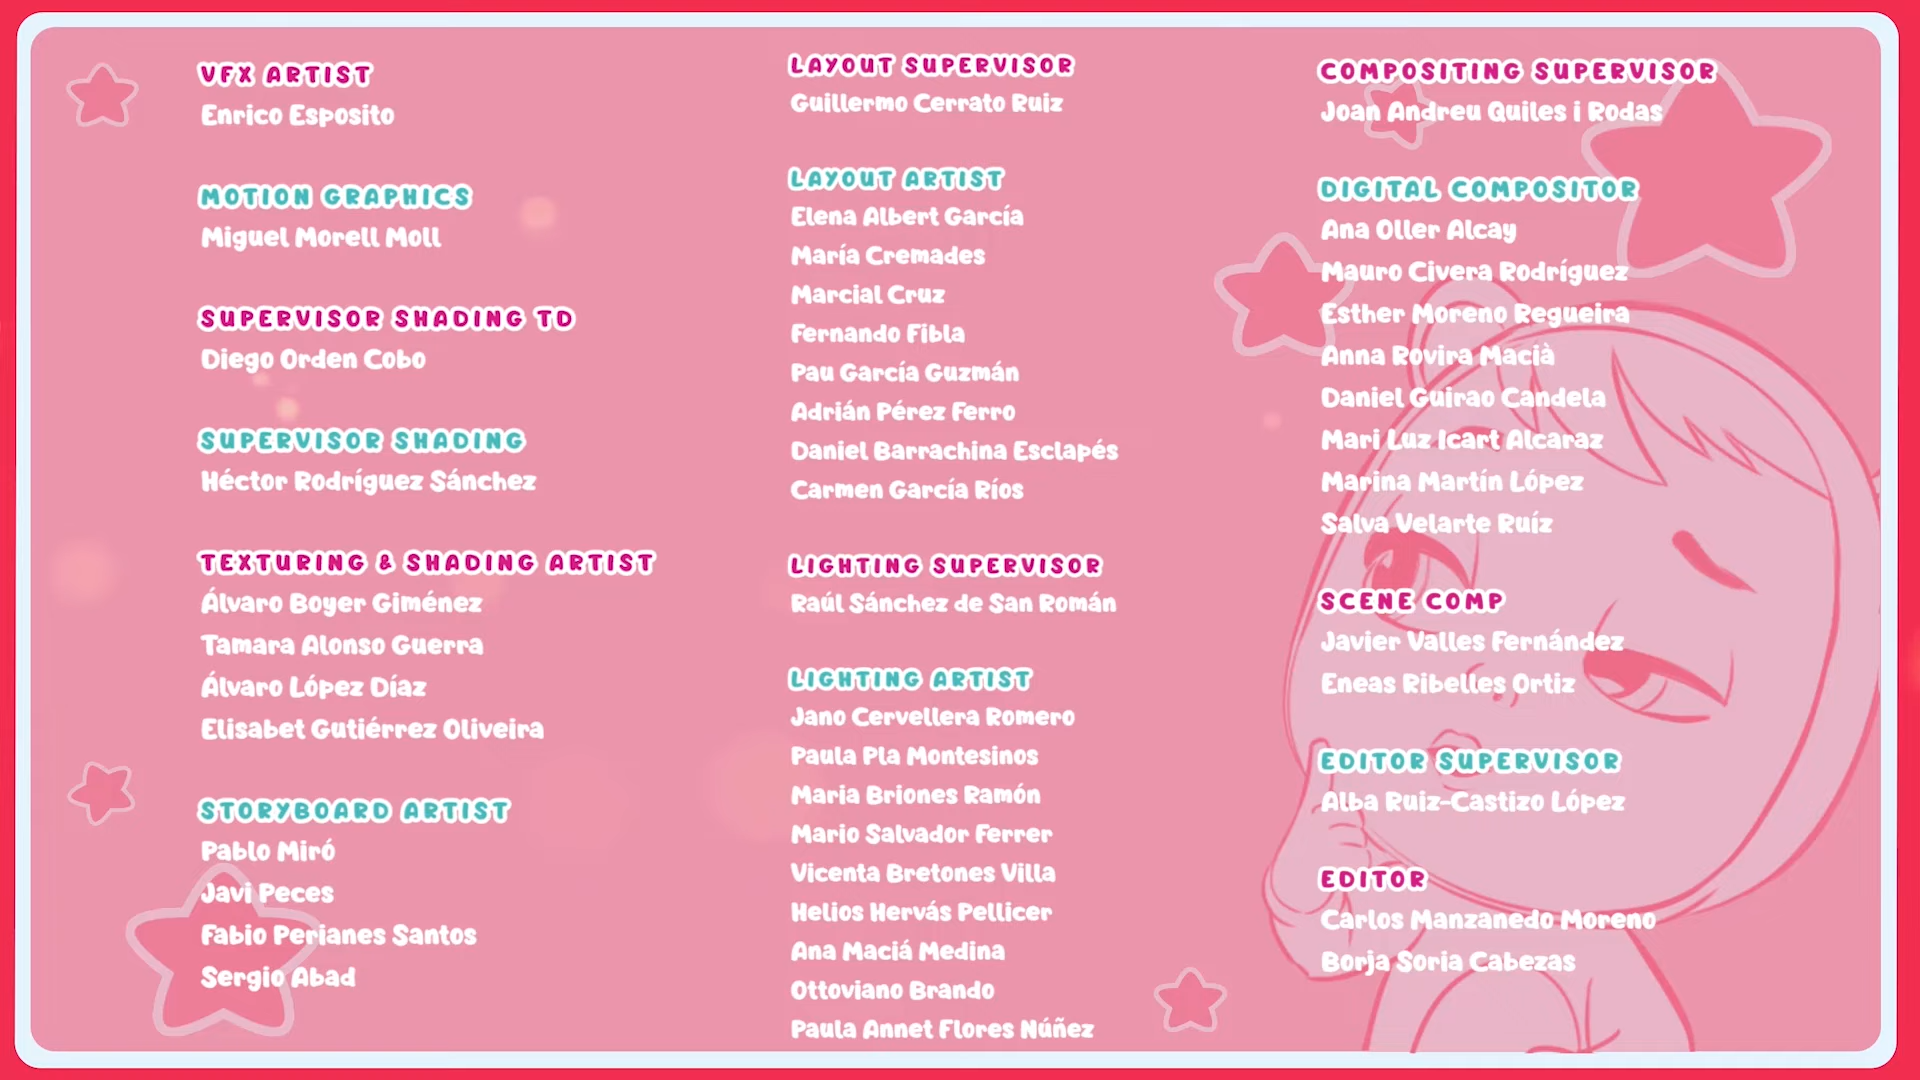 VFX ARTIST
Enrico Esposito
MOTION GRAPHICS
Miguel Morell Moll
SUPERVISOR SHADING TD
Diego Orden Cobo
SUPERVISOR SHADING
Héctor Rodríguez Sánchez
TEXTURING & SHADING ARTIST
Álvaro Boyer Giménez
Tamara Alonso Guerra
Álvaro López Díaz
Elisabet Gutiérrez Oliveira
STORYBOARD ARTIST
Pablo Miró
Javi Peces
Fabio Perianes Santos
Sergio Abad
LAYOUT SUPERVISOR
Guillermo Cerrato Ruiz
LAYOUT ARTIST
Elena Albert García
María Cremades
Marcial Cruz
Fernando Fibla
Pau García Guzmán
Adrián Pérez Ferro
Daniel Barrachina Esclapés
Carmen García Ríos
LIGHTING SUPERVISOR
Raúl Sánchez de San Román
LIGHTING ARTIST
Jano Cervellera Romero
Paula Pla Montesinos
Maria Briones Ramón
Mario Salvador Ferrer
Vicenta Bretones Villa
Helios Hervás Pellicer
Ana Maciá Medina
Ottoviano Brando
Paula Annet Flores Núñez
COMPOSITING SUPERVISOR
Joan Andreu Quiles i Rodas
DIGITAL COMPOSITOR
Ana Oller Alcay
Mauro Civera Rodríguez
Esther Moreno Regueira
Anna Rovira Macià
Daniel Guirao Candela
Mari Luz Icart Alcaraz
Marina Martín López
Salva Velarte Ruíz
SCENE COMP
Javier Valles Fernández
Eneas Ribelles Ortiz
EDITOR SUPERVISOR
Alba Ruiz-Castizo López
EDITOR
Carlos Manzanedo Moreno
Borja Soria Cabezas